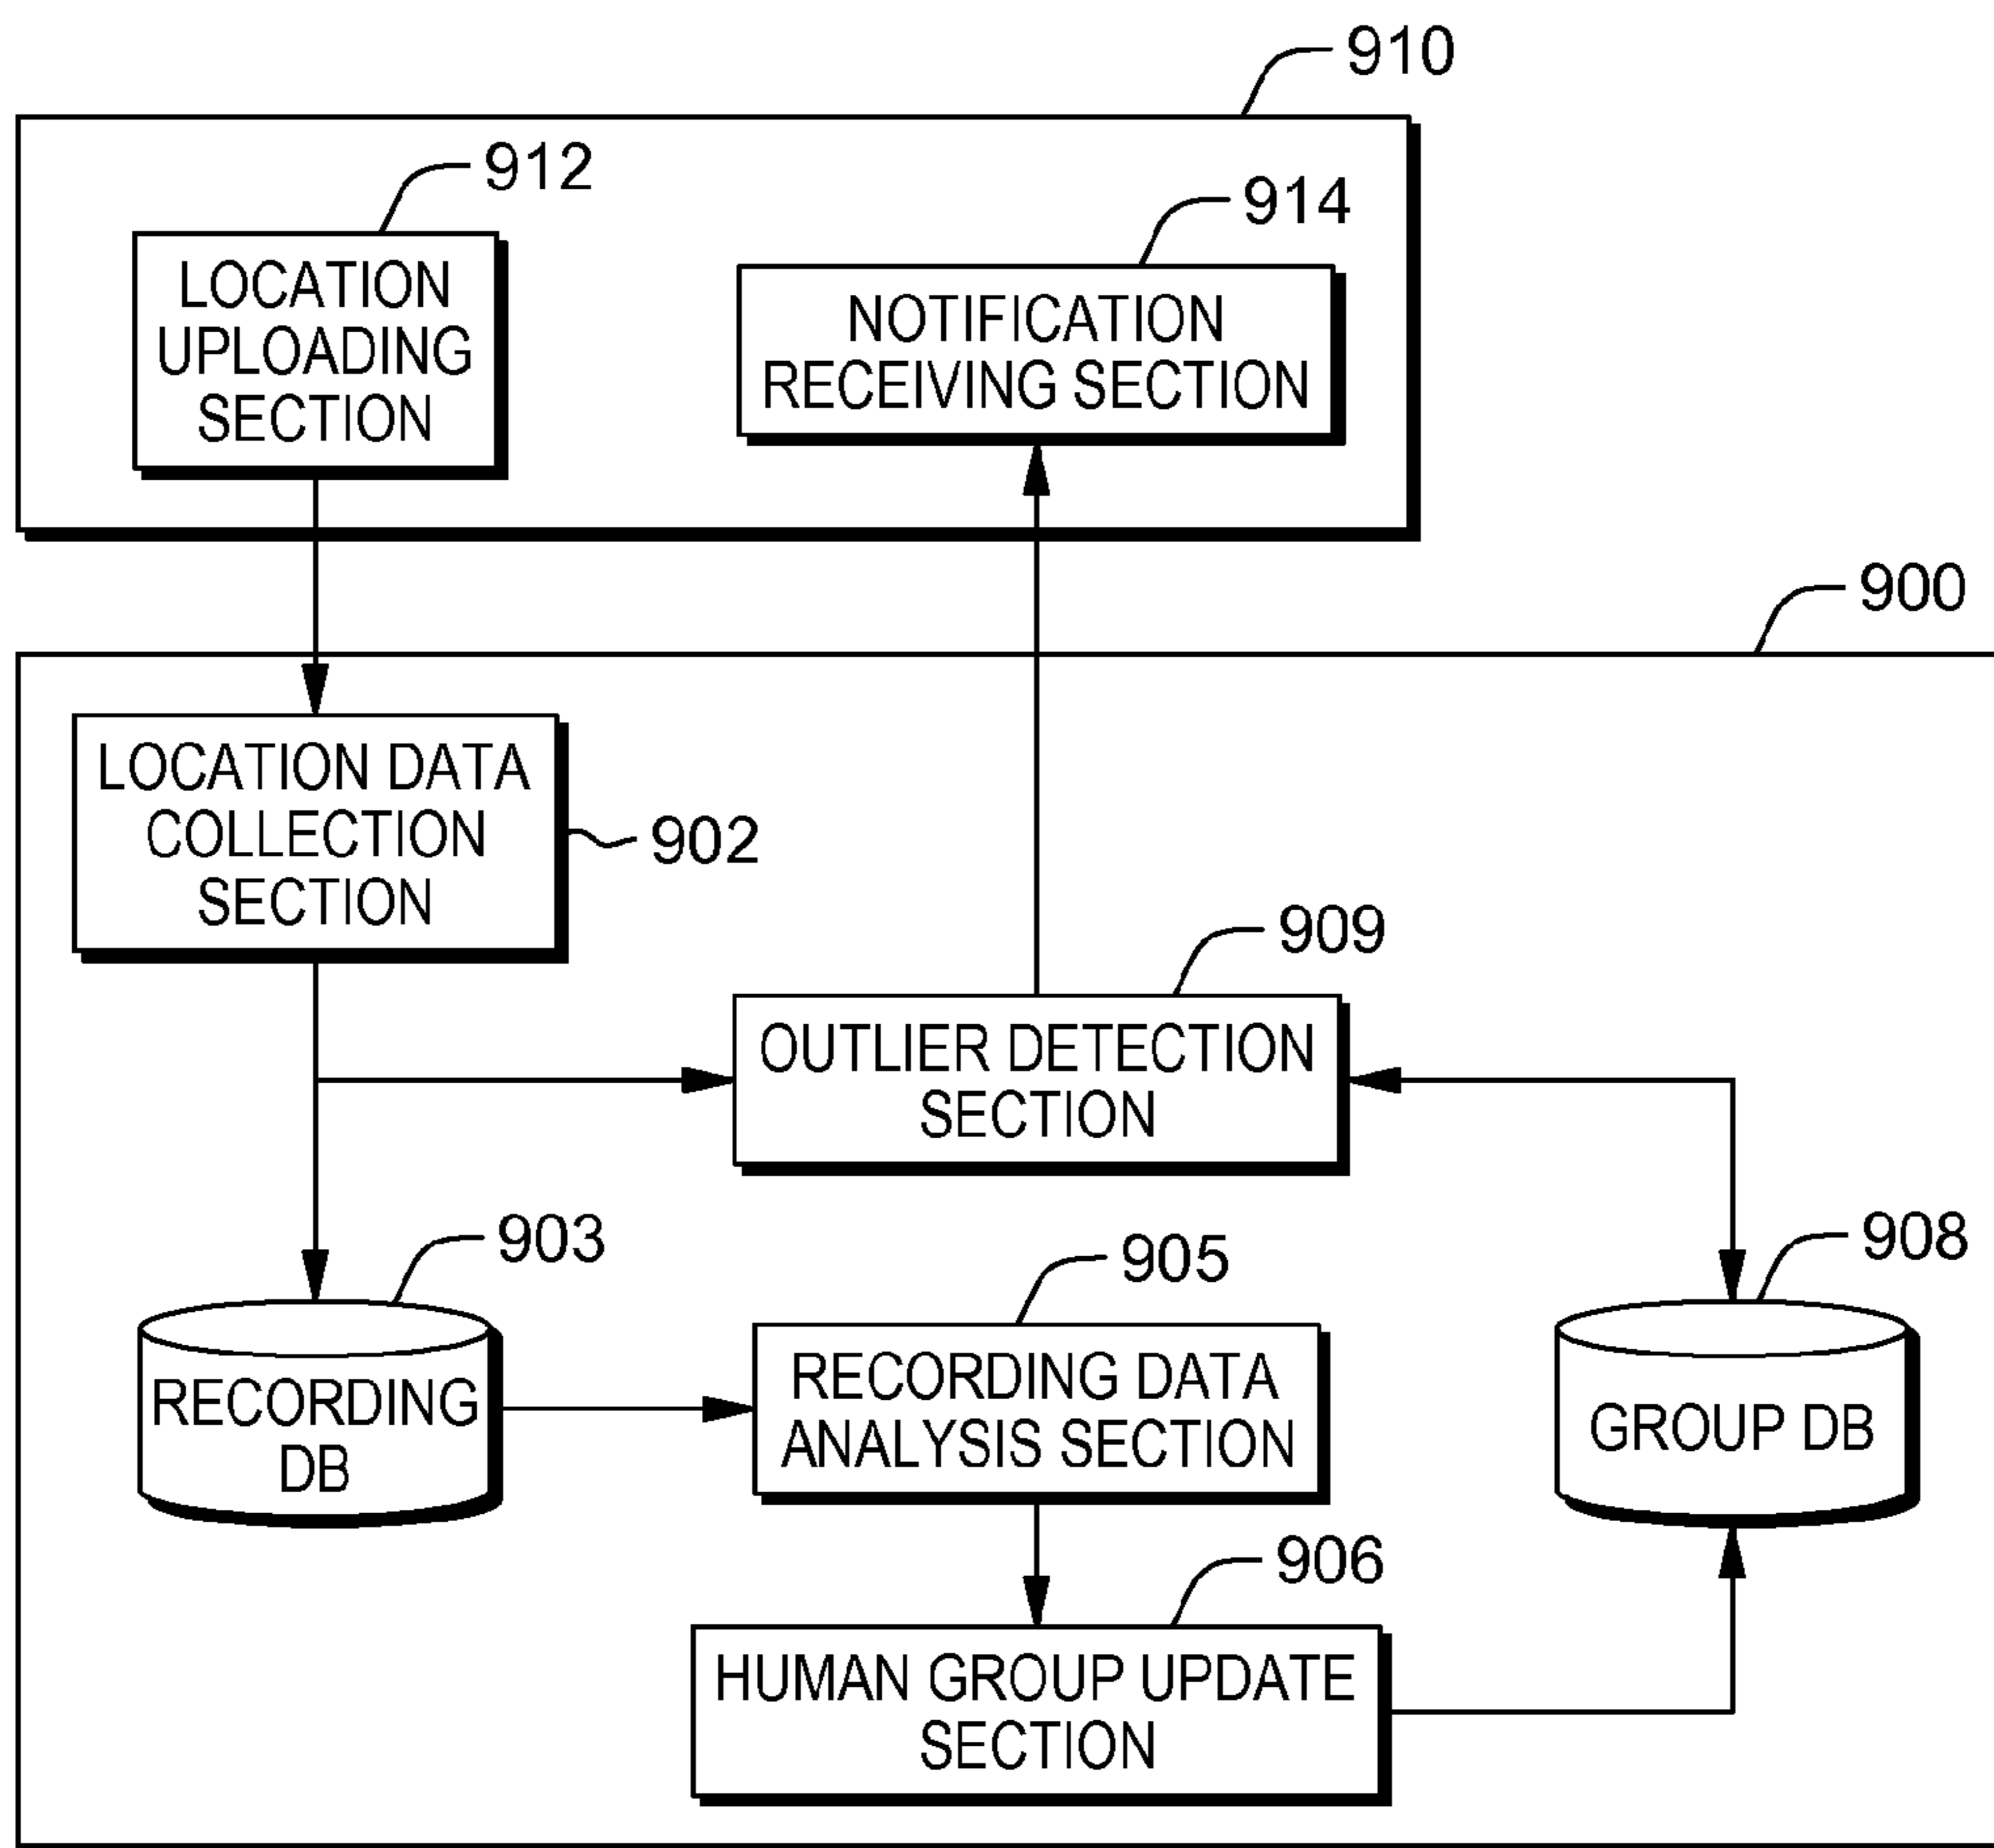 910
912
LOCATION
UPLOADING
SECTION
914
NOTIFICATION
RECEIVING SECTION
900
LOCATION DATA
COLLECTION
SECTION
902
909
OUTLIER DETECTION
SECTION
903
RECORDING
DB
905
RECORDING DATA
ANALYSIS SECTION
908
GROUP DB
906
HUMAN GROUP UPDATE
SECTION